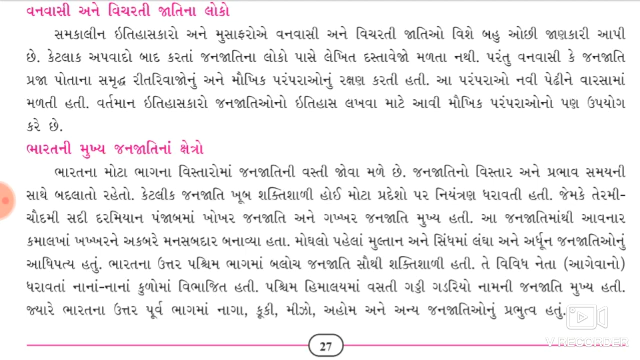 વનવાસી અને વિચરતી જાતિના લોકો
સમકાલીન ઇતિહાસકારો અને મુસાફરોએ વનવાસી અને વિચરતી જાતિઓ વિશે બહુ ઓછી જાણકારી આપી
છે. કેટલાક અપવાદો બાદ કરતાં જનજાતિના લોકો પાસે લેખિત દસ્તાવેજો મળતા નથી. પરંતુ વનવાસી કે જનજાતિ
પ્રજા પોતાના સમૃદ્ધ રીતરિવાજોનું અને મૌખિક પરંપરાઓનું રક્ષણ કરતી હતી. આ પરંપરાઓ નવી પેઢીને વારસામાં
મળતી હતી. વર્તમાન ઇતિહાસકારો જનજાતિઓનો ઇતિહાસ લખવા માટે આવી મૌખિક પરંપરાઓનો પણ ઉપયોગ
કરે છે.
ભારતની મુખ્ય જનજાતિનાં ક્ષેત્રો
ભારતના મોટા ભાગના વિસ્તારોમાં જનજાતિની વસ્તી જોવા મળે છે. જનજાતિનો વિસ્તાર અને પ્રભાવ સમયની
સાથે બદલાતો રહેતો. કેટલીક જનજાતિ ખૂબ શક્તિશાળી હોઈ મોટા પ્રદેશો પર નિયંત્રણ ધરાવતી હતી. જેમકે તેરમી-
ચૌદમી સદી દરમિયાન પંજાબમાં ખોખર જનજાતિ અને ગખ્ખર જનજાતિ મુખ્ય હતી. આ જનજાતિમાંથી આવનાર
કમાલખાં ખખ્ખરને અકબરે મનસબદાર બનાવ્યા હતા. મોઘલો પહેલાં મુલ્તાન અને સિંધમાં લંઘા અને અર્ધૂન જનજાતિઓનું
આધિપત્ય હતું. ભારતના ઉત્તર પશ્ચિમ ભાગમાં બલોચ જનજાતિ સૌથી શક્તિશાળી હતી. તે વિવિધ નેતા (આગેવાનો)
ધરાવતાં નાનાં-નાનાં કુળોમાં વિભાજિત હતી. પશ્ચિમ હિમાલયમાં વસતી ગડ્ડી ગડરિયો નામની જનજાતિ મુખ્ય હતી.
જ્યારે ભારતના ઉત્તર પૂર્વ ભાગમાં નાગા, કૂકી, મીઝો, અહોમ અને અન્ય જનજાતિઓનું પ્રભુત્વ હતું.
27
V RECORDER